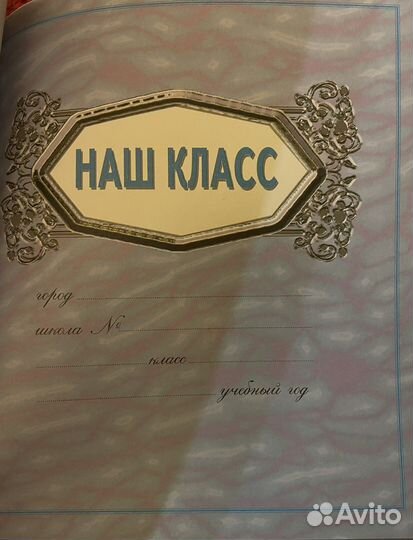 НАШ КЛАСС
город
школа №
класс
учебный год
Avito